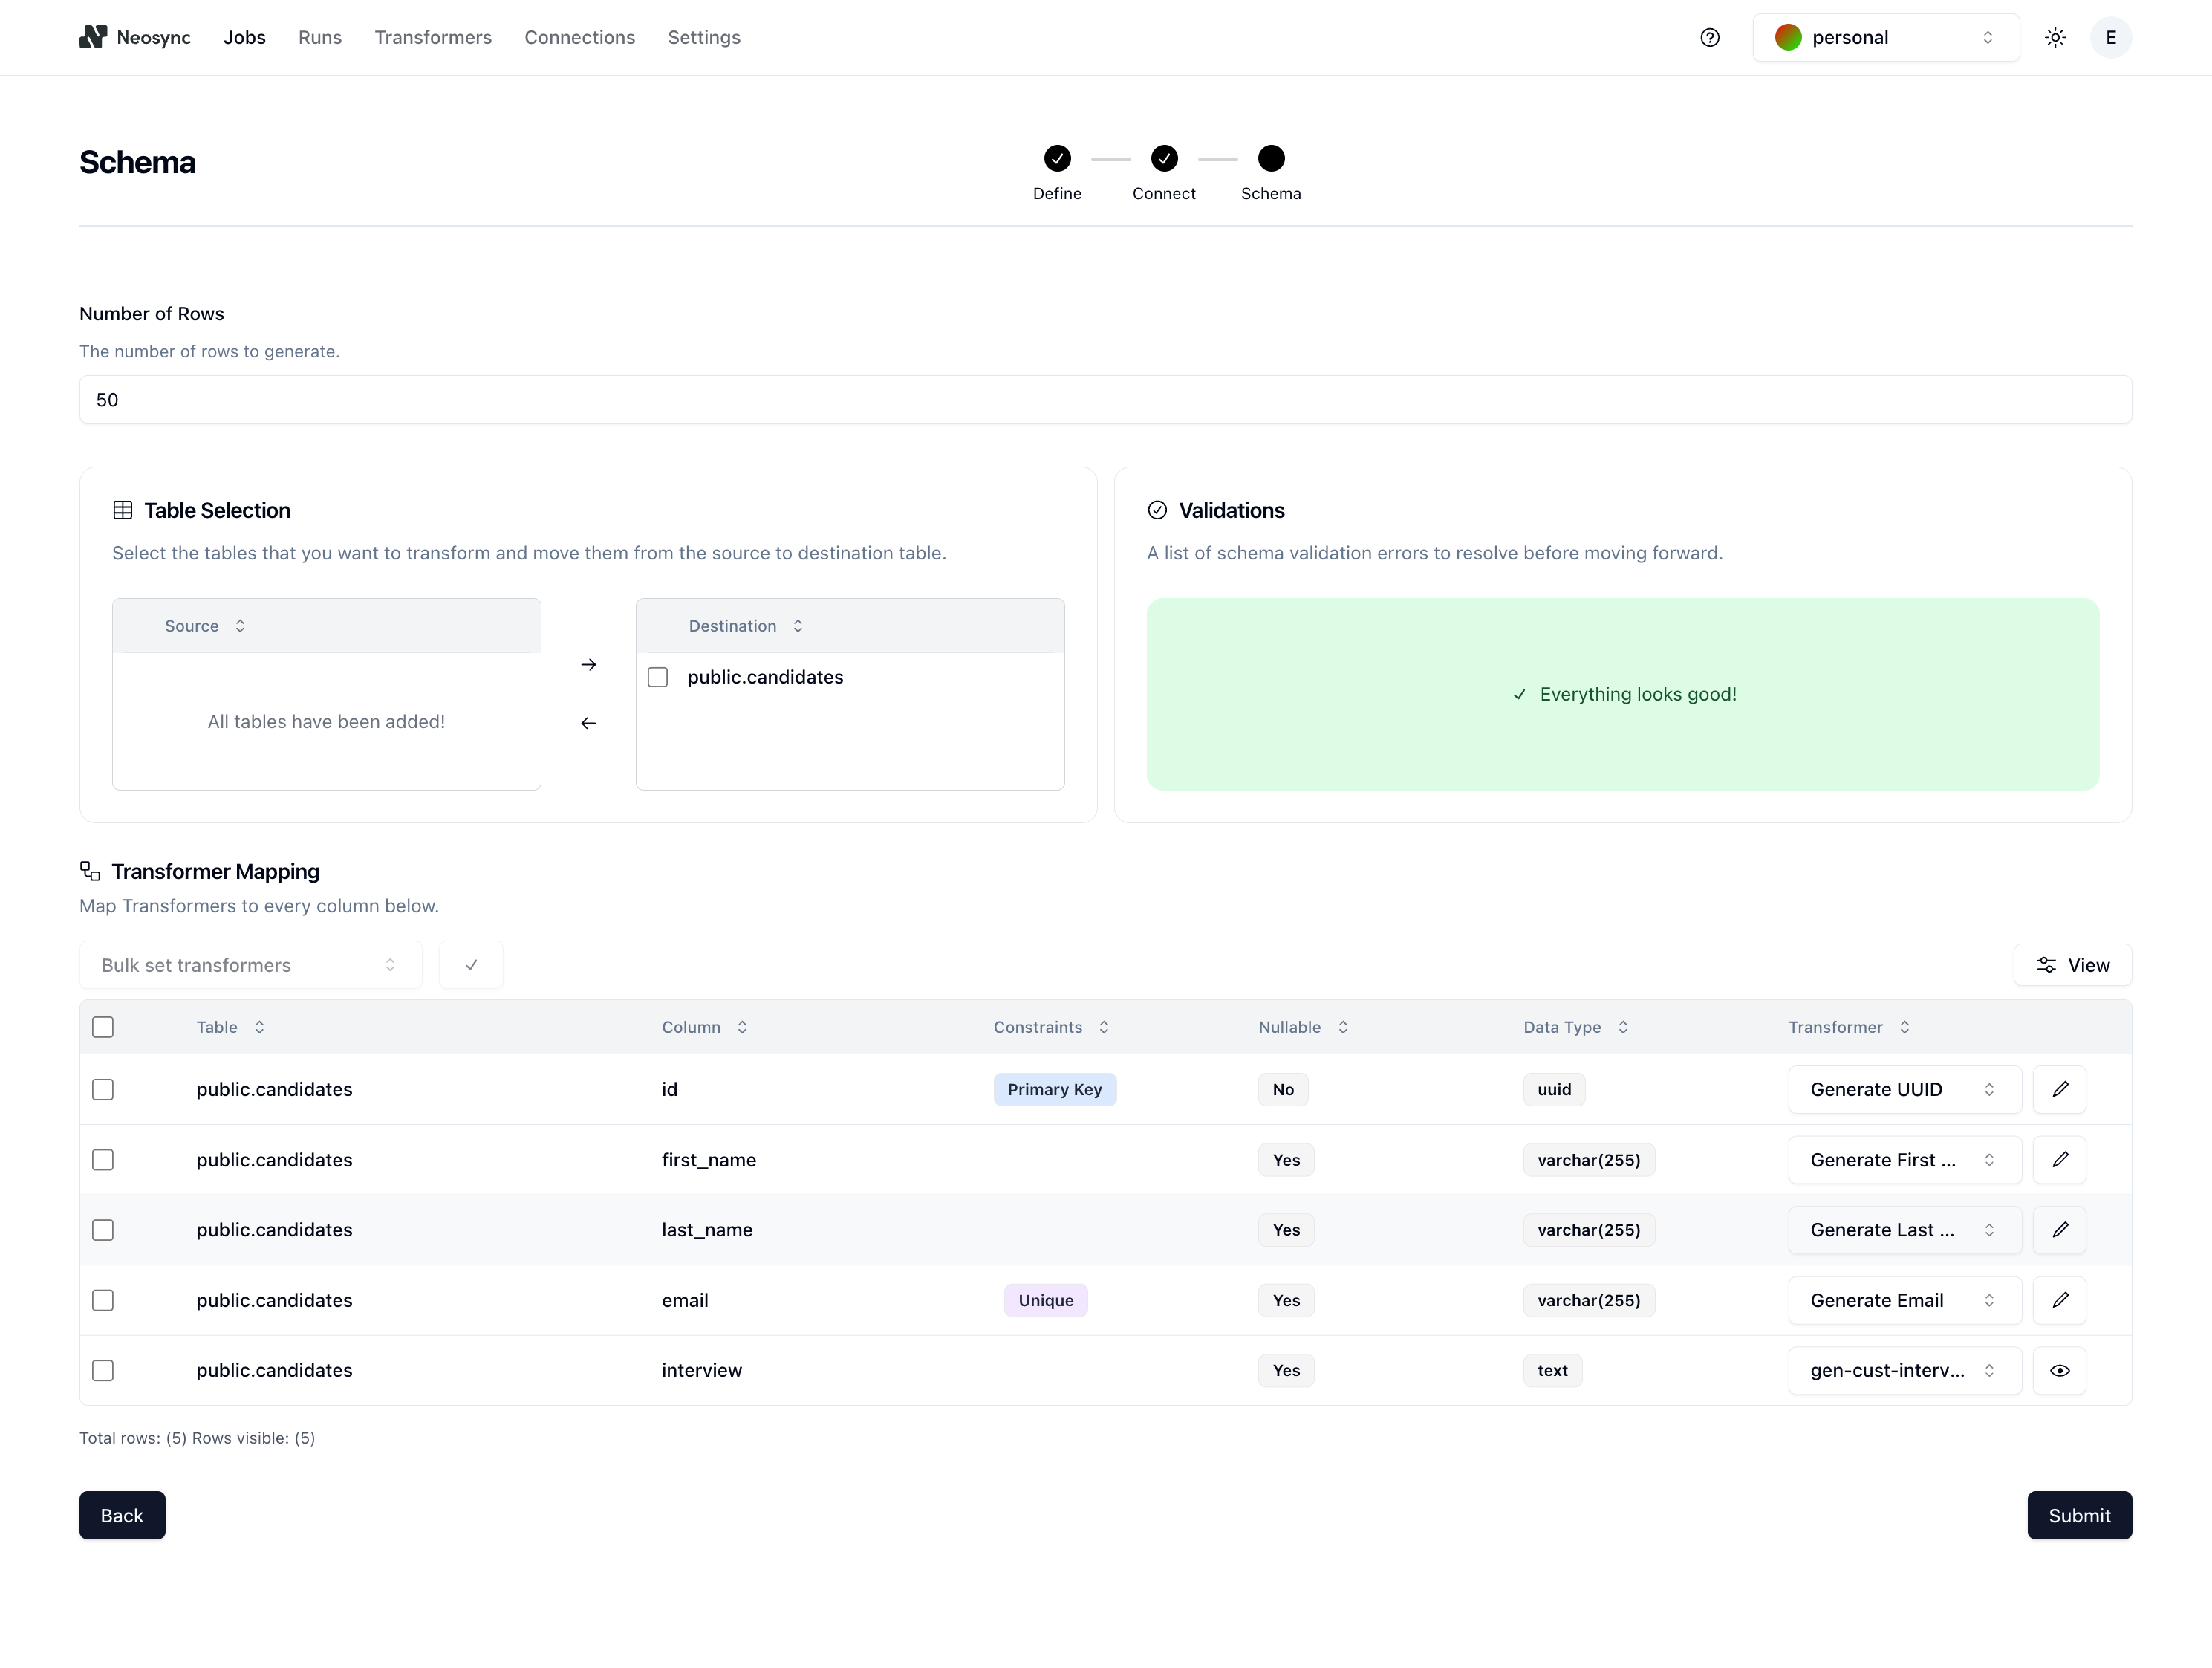 Neosync Jobs Runs Transformers Connections Settings personal E
Schema
Define Connect Schema
Number of Rows
The number of rows to generate.
50
Table Selection
Select the tables that you want to transform and move them from the source to destination table.
Source
All tables have been added!
Destination
public.candidates
Validations
A list of schema validation errors to resolve before moving forward.
Everything looks good!
Transformer Mapping
Map Transformers to every column below.
Bulk set transformers View
Table Column Constraints Nullable Data Type Transformer
public.candidates id Primary Key No uuid Generate UUID
public.candidates first_name Yes varchar(255) Generate First ...
public.candidates last_name Yes varchar(255) Generate Last ...
public.candidates email Unique Yes varchar(255) Generate Email
public.candidates interview Yes text gen-cust-interv...
Total rows: (5) Rows visible: (5)
Back Submit